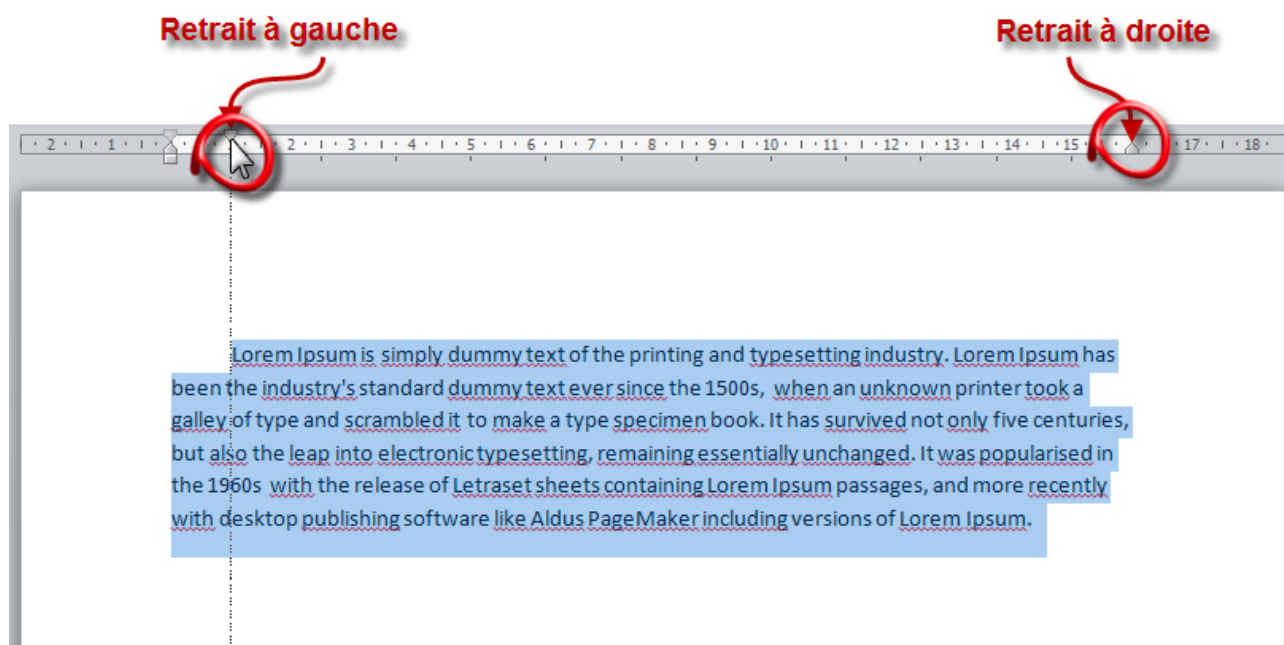 Retrait à gauche Retrait à droite
2 1 2 3 4 5 6 7 8 9 10 11 12 13 14 15 17 18
Lorem Ipsum is simply dummy text of the printing and typesetting industry. Lorem Ipsum has
been the industry's standard dummy text ever since the 1500s, when an unknown printer took a
galley of type and scrambled it to make a type specimen book. It has survived not only five centuries,
but also the leap into electronic typesetting, remaining essentially unchanged. It was popularised in
the 1960s with the release of Letraset sheets containing Lorem Ipsum passages, and more recently
with desktop publishing software like Aldus PageMaker including versions of Lorem Ipsum.